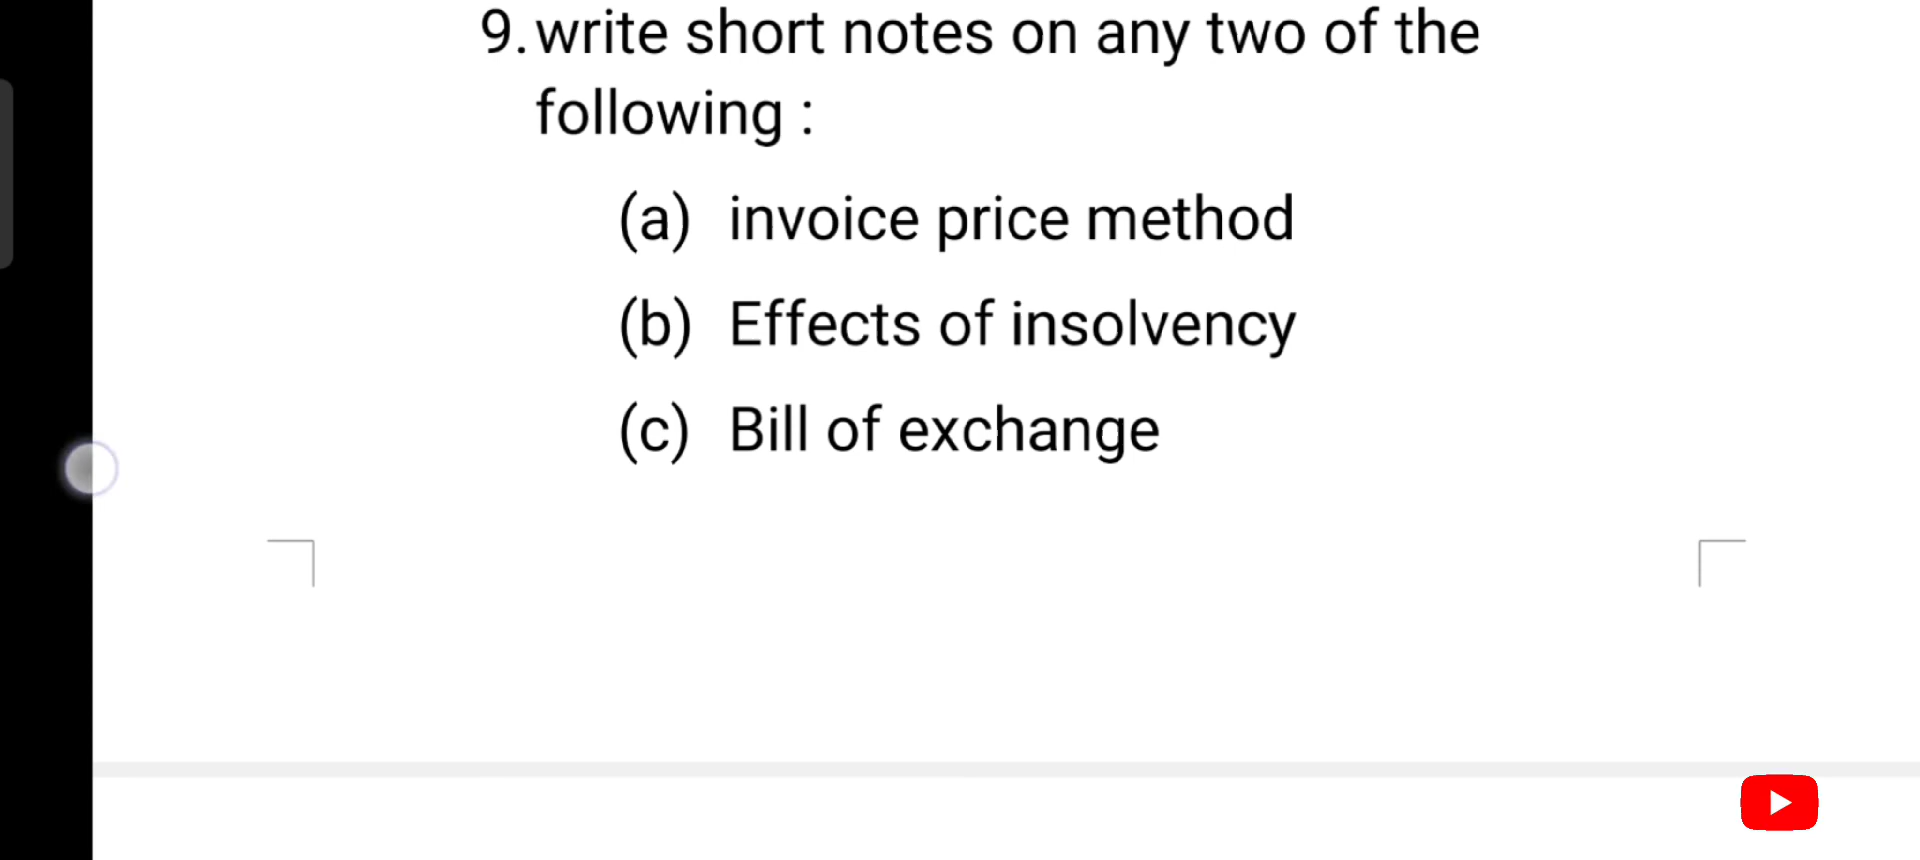 9. write short notes on any two of the
following :
(a) invoice price method
(b) Effects of insolvency
(c) Bill of exchange